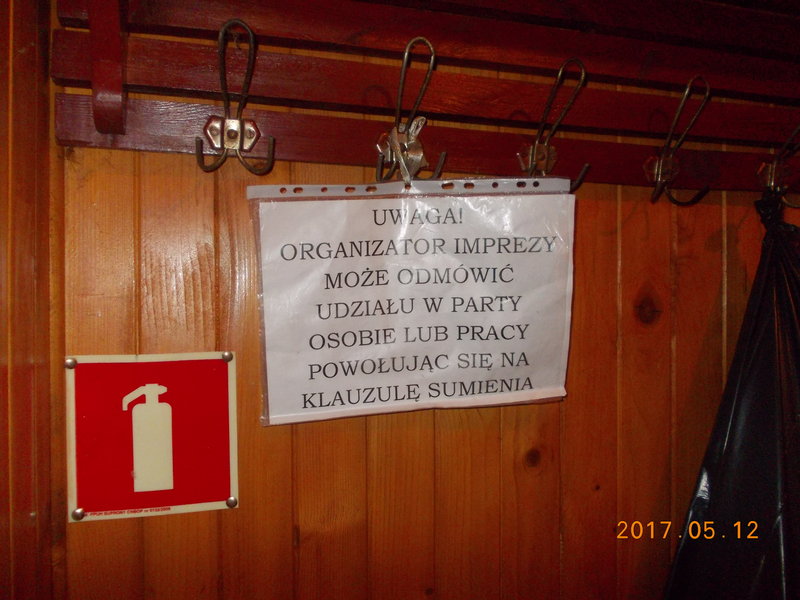 UWAGA!
ORGANIZATOR IMPREZY
MOŻE ODMÓWIĆ
UDZIAŁU W PARTY
OSOBIE LUB PRACY
POWOŁUJĄC SIĘ NA
KLAUZULĘ SUMIENIA
2017.05.12